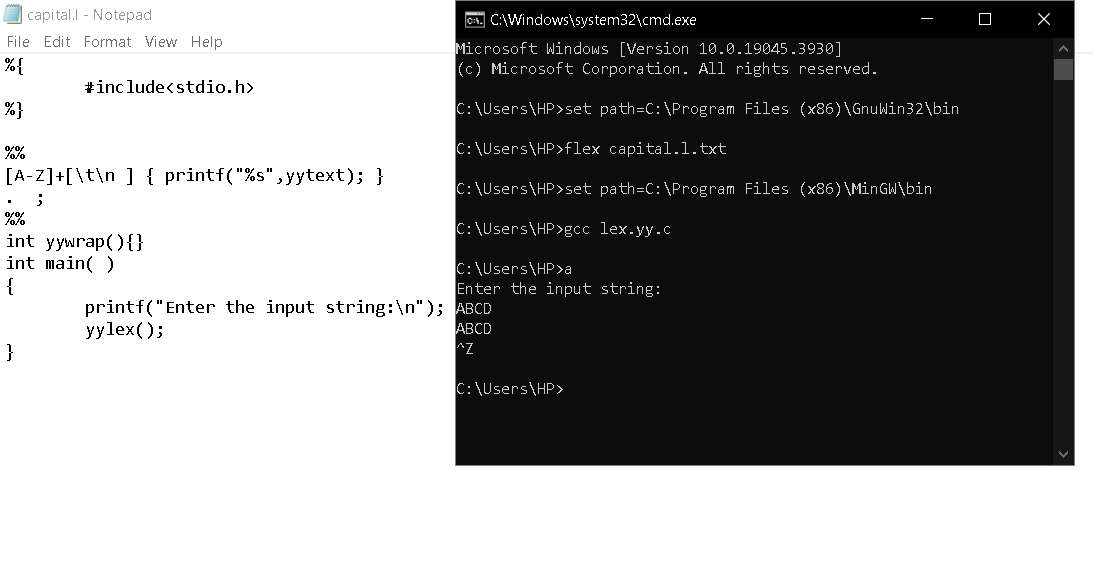 capital.l - Notepad
File Edit Format View Help
%{
#include<stdio.h>
%}
%%
[A-Z]+[\t\n ] { printf("%s",yytext); }
. ;
%%
int yywrap(){}
int main( )
{
printf("Enter the input string:\n");
yylex();
}
C:\Windows\system32\cmd.exe
Microsoft Windows [Version 10.0.19045.3930]
(c) Microsoft Corporation. All rights reserved.
C:\Users\HP>set path=C:\Program Files (x86)\GnuWin32\bin
C:\Users\HP>flex capital.l.txt
C:\Users\HP>set path=C:\Program Files (x86)\MinGW\bin
C:\Users\HP>gcc lex.yy.c
C:\Users\HP>a
Enter the input string:
ABCD
ABCD
^Z
C:\Users\HP>